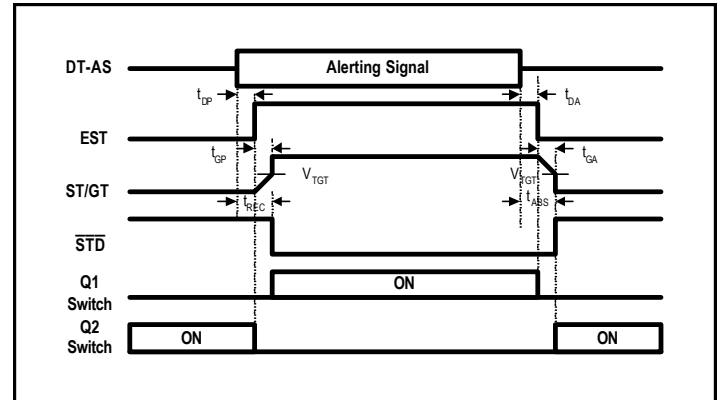 DT-AS
Alerting Signal
tDP
tDA
EST
tGP
tGA
VTGT
VTGT
ST/GT
tREC
tABS
STD
Q1
Switch
ON
Q2
Switch
ON
ON